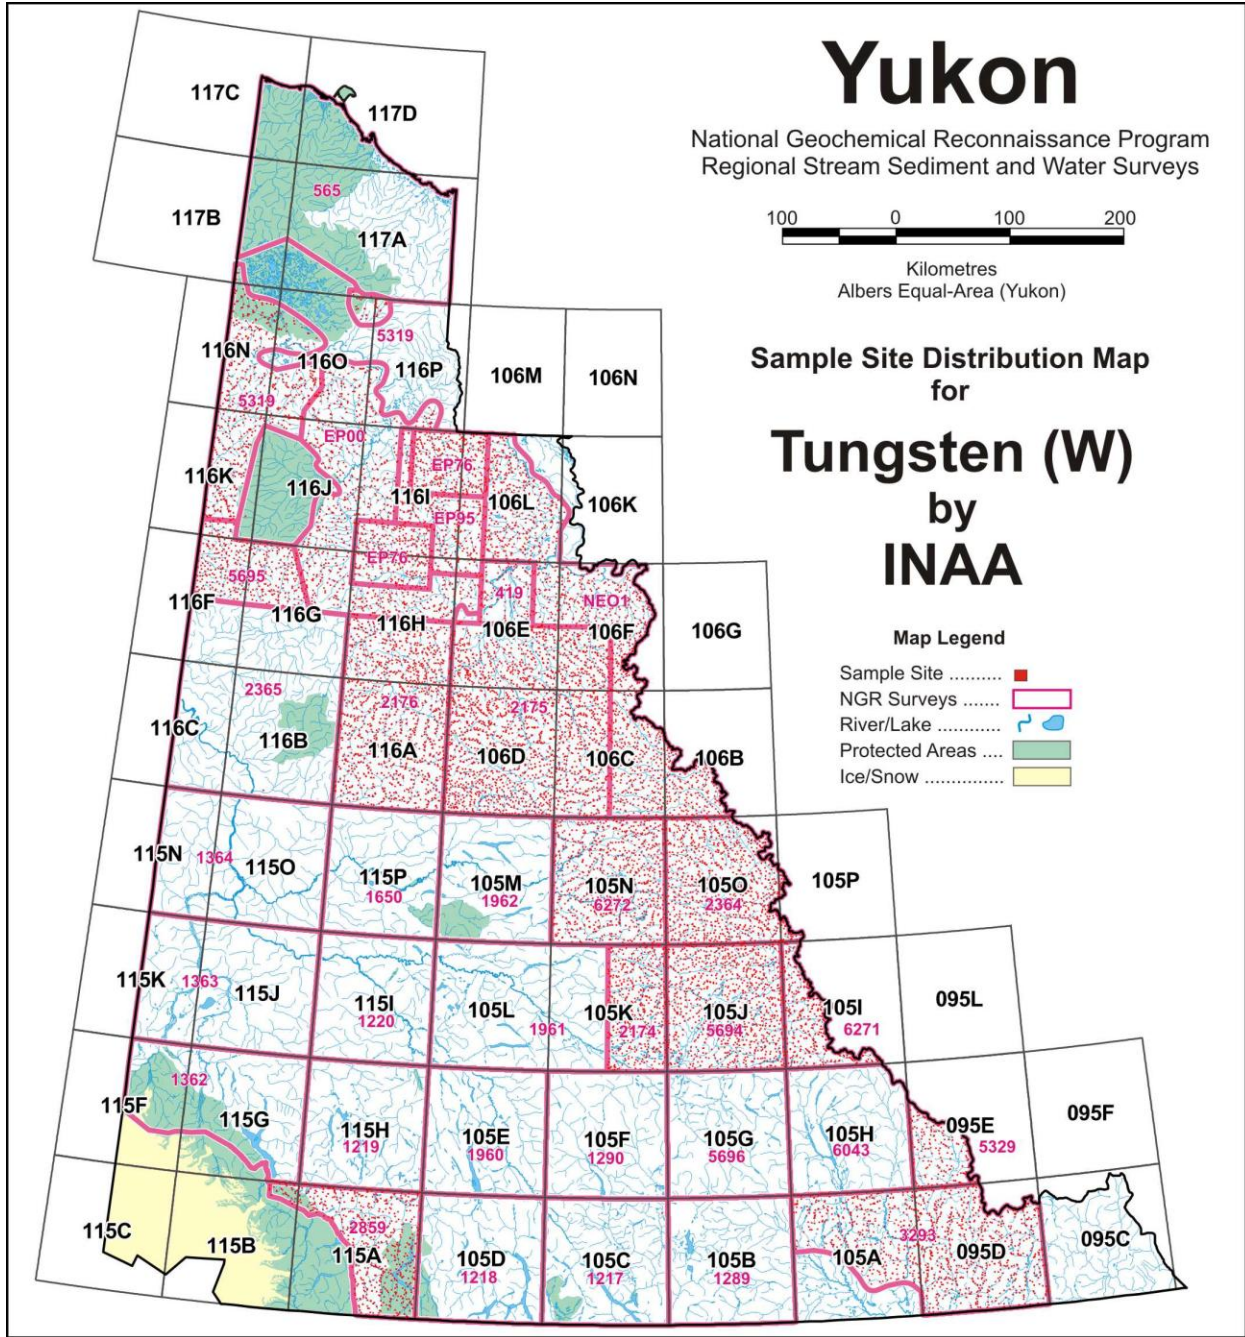 Yukon
National Geochemical Reconnaissance Program
Regional Stream Sediment and Water Surveys
100 0 100 200
Kilometres
Albers Equal-Area (Yukon)
Sample Site Distribution Map
for
Tungsten (W)
by
INAA
Map Legend
Sample Site ..........
NGR Surveys .......
River/Lake ............
Protected Areas ....
Ice/Snow ...............
117C
117D
565
117B
117A
5319
116N
116O
116P
106M
106N
5319
EP00
EP76
116K
116J
116I
106L
106K
EP95
EP76
5695
419
NEO1
116F
116G
116H
106E
106F
106G
2365
2176
2175
116C
116B
116A
106D
106C
106B
115N
1364
115O
115P
1650
105M
1962
105N
6272
105O
2364
105P
115K
1363
115J
115I
1220
105L
1961
105K
2174
105J
5694
105I
6271
095L
1362
115F
115G
115H
1219
105E
1960
105F
1290
105G
5696
105H
6043
095E
5329
095F
115C
115B
2859
115A
105D
1218
105C
1217
105B
1289
105A
3293
095D
095C